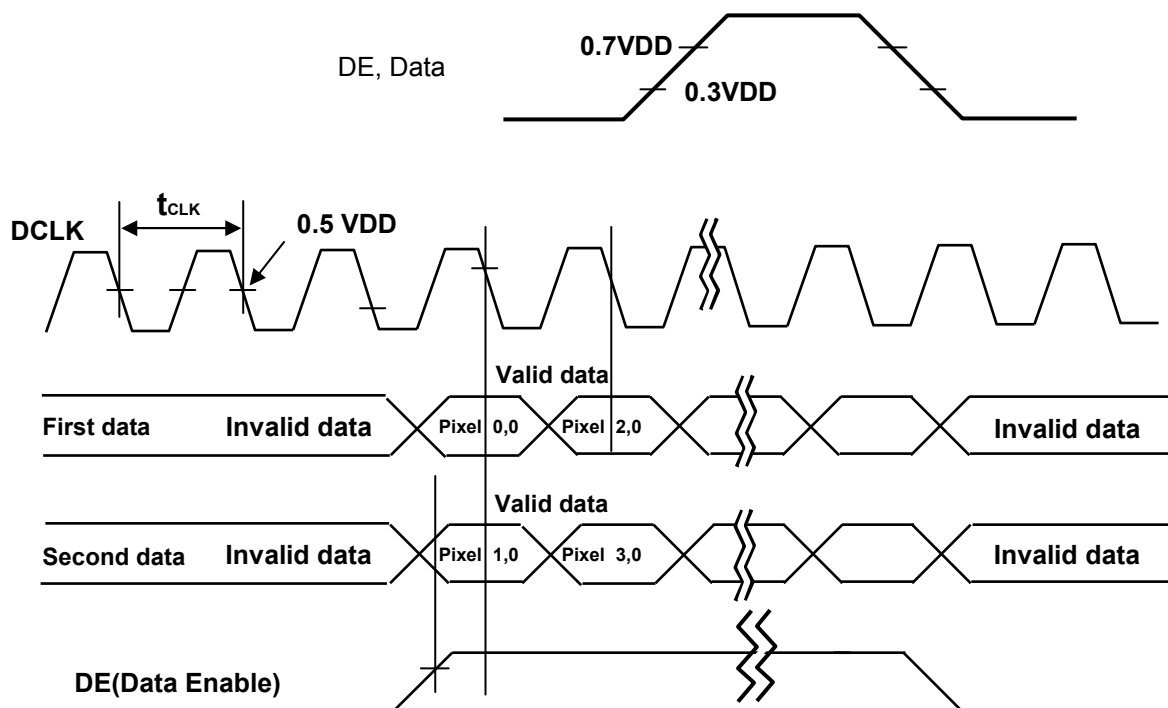 0.7VDD
DE, Data
0.3VDD
tCLK
0.5 VDD
DCLK
Valid data
First data Invalid data Pixel 0,0 Pixel 2,0 Invalid data
Valid data
Second data Invalid data Pixel 1,0 Pixel 3,0 Invalid data
DE(Data Enable)